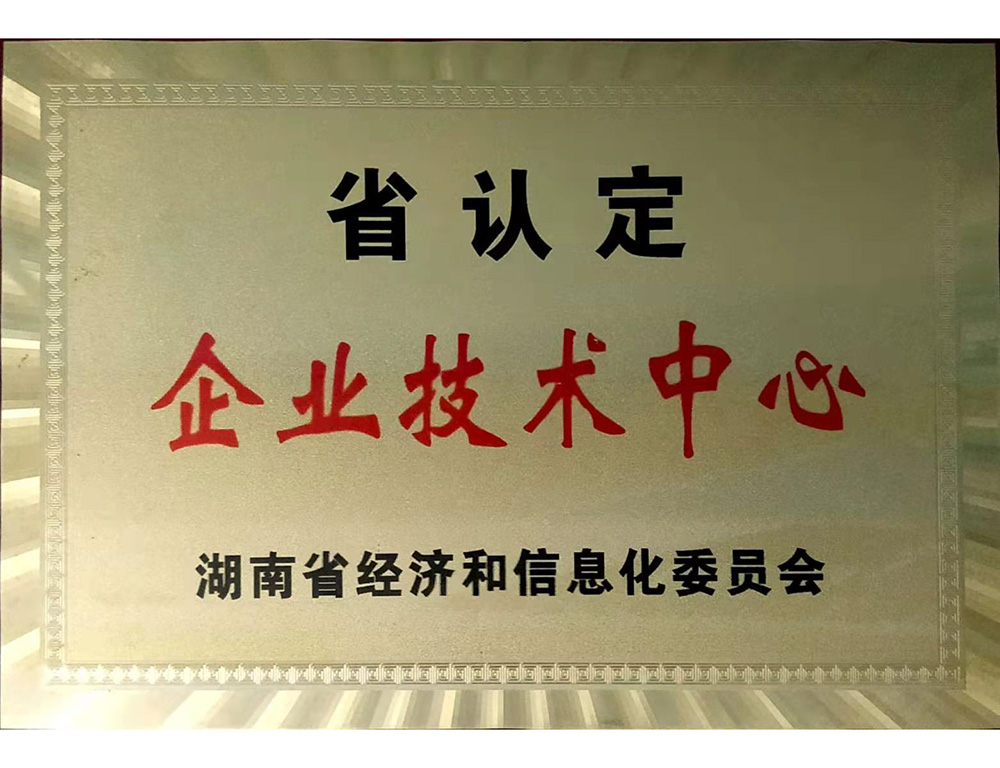 省认定
企业技术中心
湖南省经济和信息化委员会